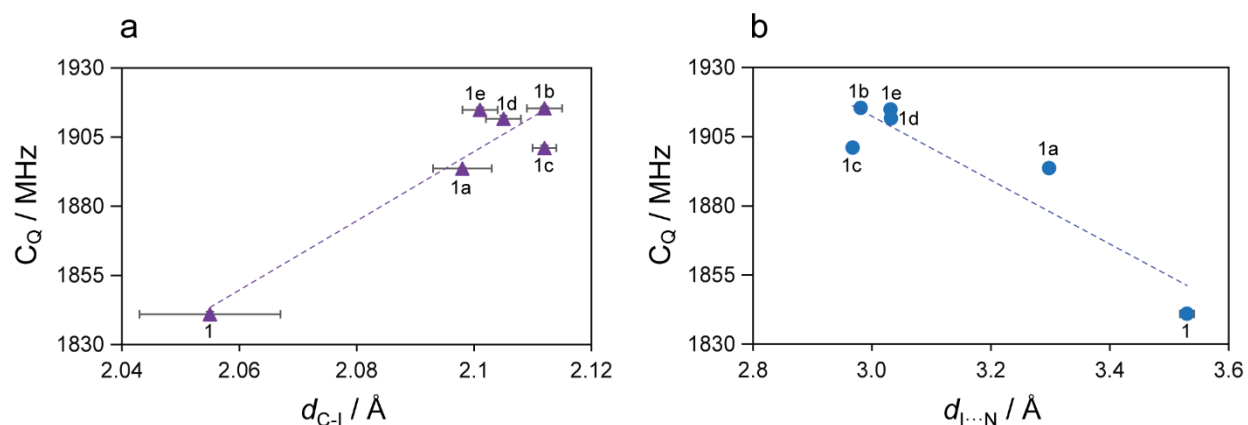 a
1930
1905
1880
1855
1830
C_Q / MHz
1e
1d
1b
1c
1a
1
2.04
2.06
2.08
2.10
2.12
d_C-I / Å
b
1930
1905
1880
1855
1830
C_Q / MHz
1b
1e
1d
1c
1a
1
2.8
3.0
3.2
3.4
3.6
d_I···N / Å